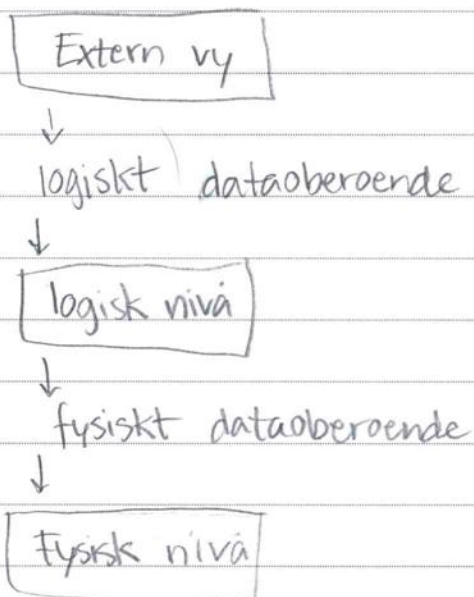 Extern vy
logiskt dataoberoende
logisk nivå
fysiskt dataoberoende
Fysisk nivå